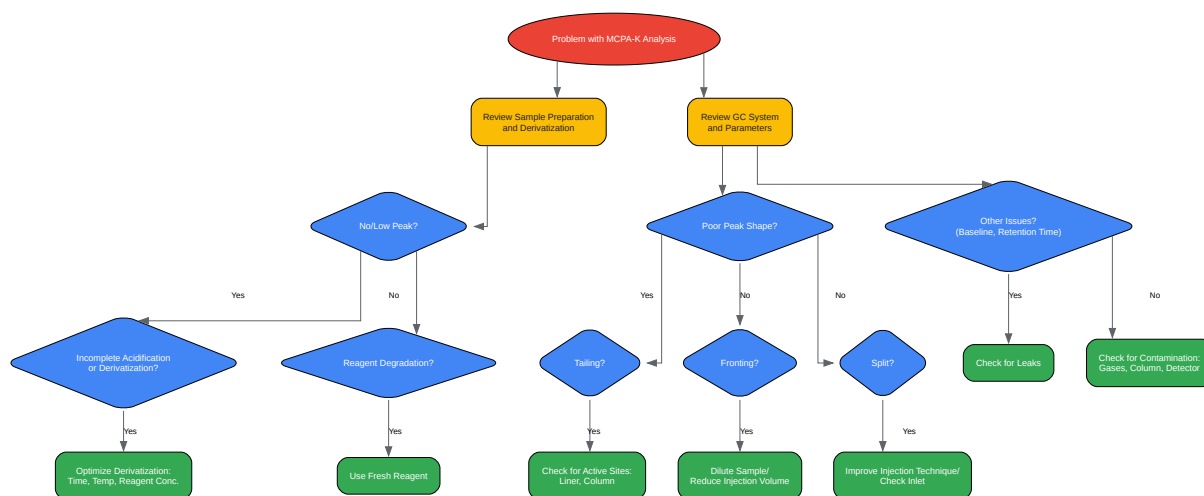 Problem with MCPA-K Analysis
Review Sample Preparation
and Derivatization
Review GC System
and Parameters
No/Low Peak?
Poor Peak Shape?
Other Issues?
(Baseline, Retention Time)
Yes
No
Yes
No
No
Yes
No
Incomplete Acidification
or Derivatization?
Reagent Degradation?
Tailing?
Fronting?
Split?
Check for Leaks
Check for Contamination:
Gases, Column, Detector
Yes
Yes
Yes
Yes
Yes
Optimize Derivatization:
Time, Temp, Reagent Conc.
Use Fresh Reagent
Check for Active Sites:
Liner, Column
Dilute Sample/
Reduce Injection Volume
Improve Injection Technique/
Check Inlet